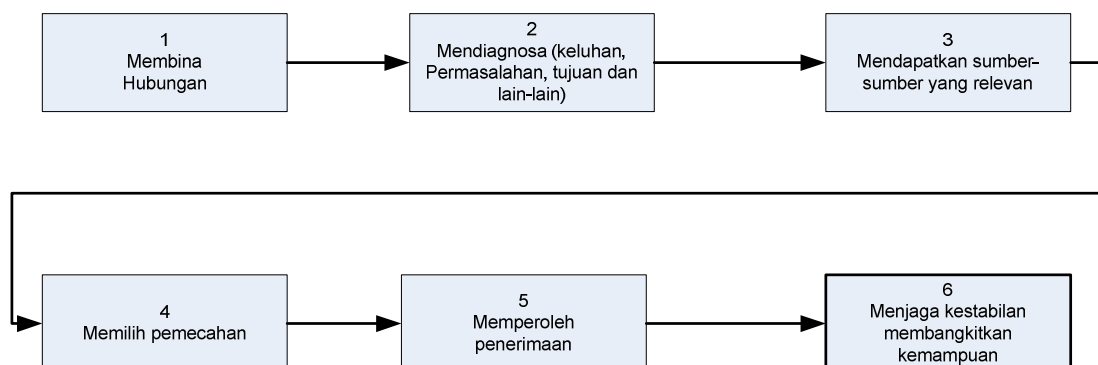 1
Membina
Hubungan
2
Mendiagnosa (keluhan,
Permasalahan, tujuan dan
lain-lain)
3
Mendapatkan sumber-
sumber yang relevan
4
Memilih pemecahan
5
Memperoleh
penerimaan
6
Menjaga kestabilan
membangkitkan
kemampuan